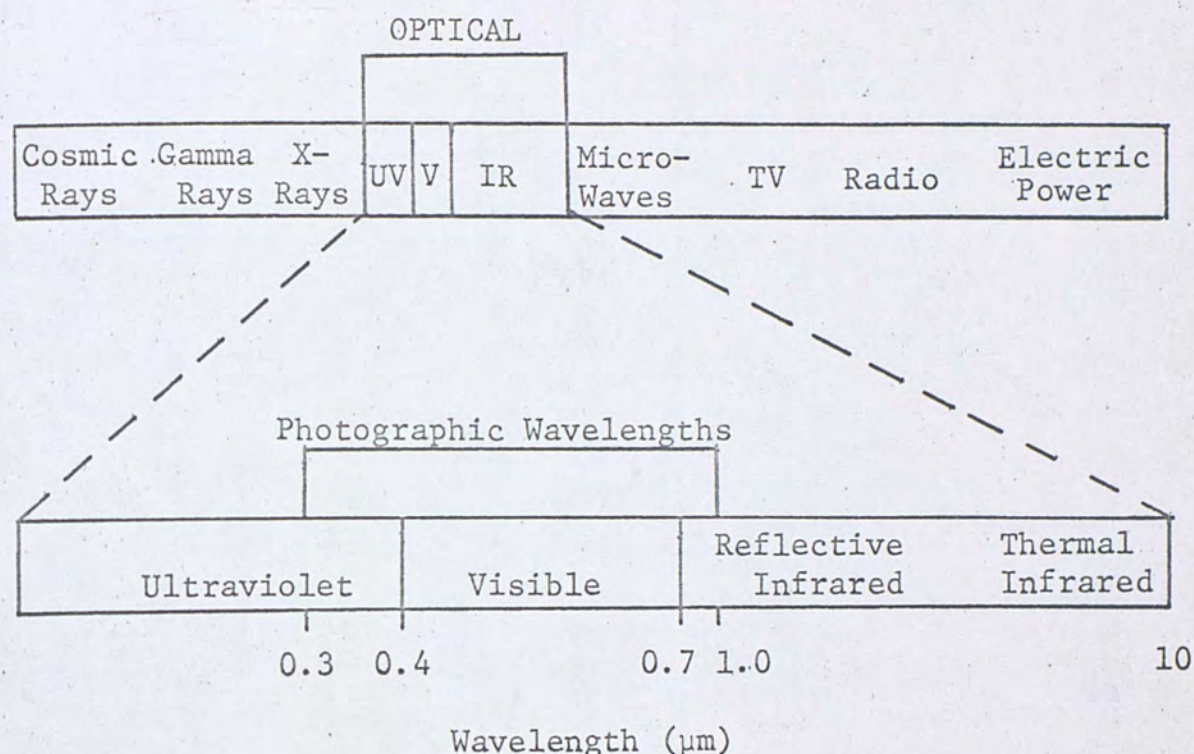 OPTICAL
Cosmic Rays
Gamma Rays
X-Rays
UV
V
IR
Micro-Waves
TV
Radio
Electric Power
Photographic Wavelengths
Ultraviolet
Visible
Reflective Infrared
Thermal Infrared
0.3 0.4 0.7 1.0 10
Wavelength (μm)